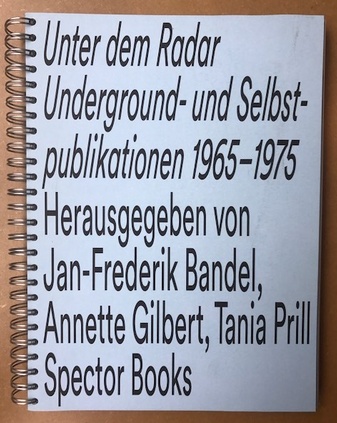 Unter dem Radar
Underground- und Selbst-
publikationen 1965–1975
Herausgegeben von
Jan-Frederik Bandel,
Annette Gilbert, Tania Prill
Spector Books